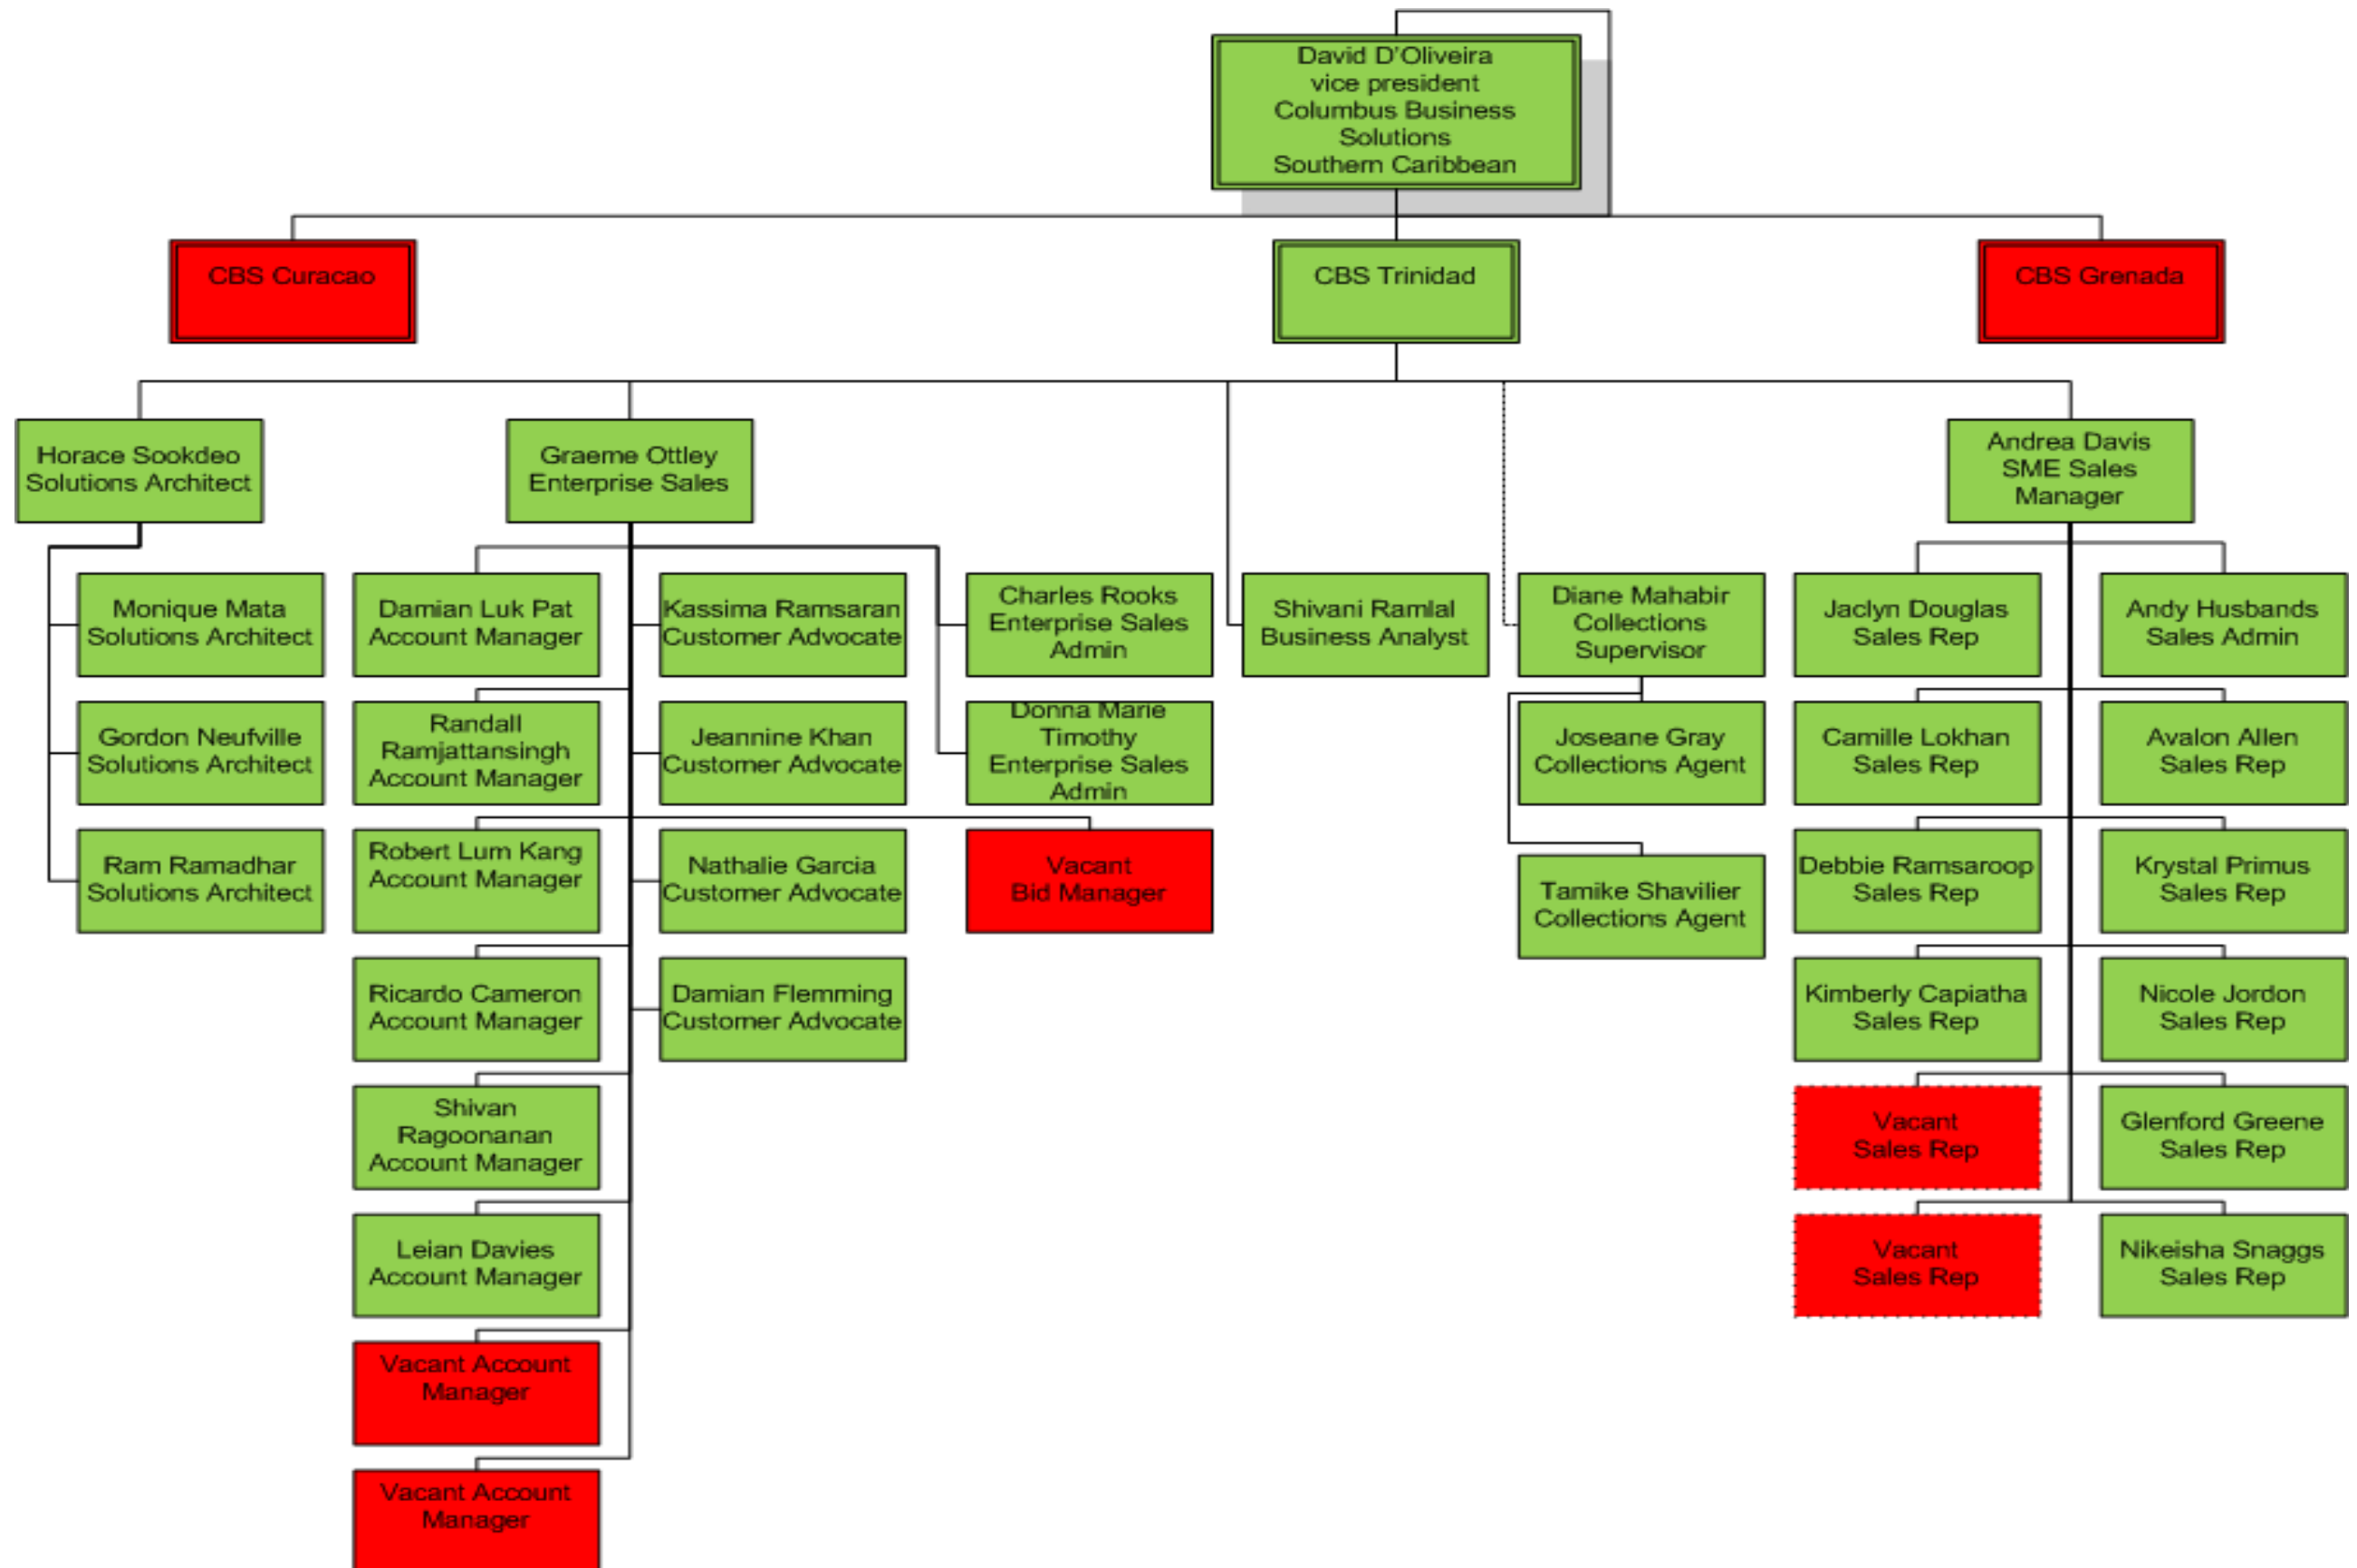 David D'Oliveira
vice president
Columbus Business
Solutions
Southern Caribbean
CBS Curacao
CBS Trinidad
CBS Grenada
Horace Sookdeo
Solutions Architect
Graeme Ottley
Enterprise Sales
Andrea Davis
SME Sales
Manager
Monique Mata
Solutions Architect
Damian Luk Pat
Account Manager
Kassima Ramsaran
Customer Advocate
Charles Rooks
Enterprise Sales
Admin
Shivani Ramlal
Business Analyst
Diane Mahabir
Collections
Supervisor
Jaclyn Douglas
Sales Rep
Andy Husbands
Sales Admin
Gordon Neufville
Solutions Architect
Randall
Ramjattansingh
Account Manager
Jeannine Khan
Customer Advocate
Donna Marie
Timothy
Enterprise Sales
Admin
Joseane Gray
Collections Agent
Camille Lokhan
Sales Rep
Avalon Allen
Sales Rep
Ram Ramadhar
Solutions Architect
Robert Lum Kang
Account Manager
Nathalie Garcia
Customer Advocate
Vacant
Bid Manager
Tamike Shavilier
Collections Agent
Debbie Ramsaroop
Sales Rep
Krystal Primus
Sales Rep
Ricardo Cameron
Account Manager
Damian Flemming
Customer Advocate
Kimberly Capiatha
Sales Rep
Nicole Jordon
Sales Rep
Shivan
Ragoonanan
Account Manager
Vacant
Sales Rep
Glenford Greene
Sales Rep
Leian Davies
Account Manager
Vacant
Sales Rep
Nikeisha Snaggs
Sales Rep
Vacant Account
Manager
Vacant Account
Manager